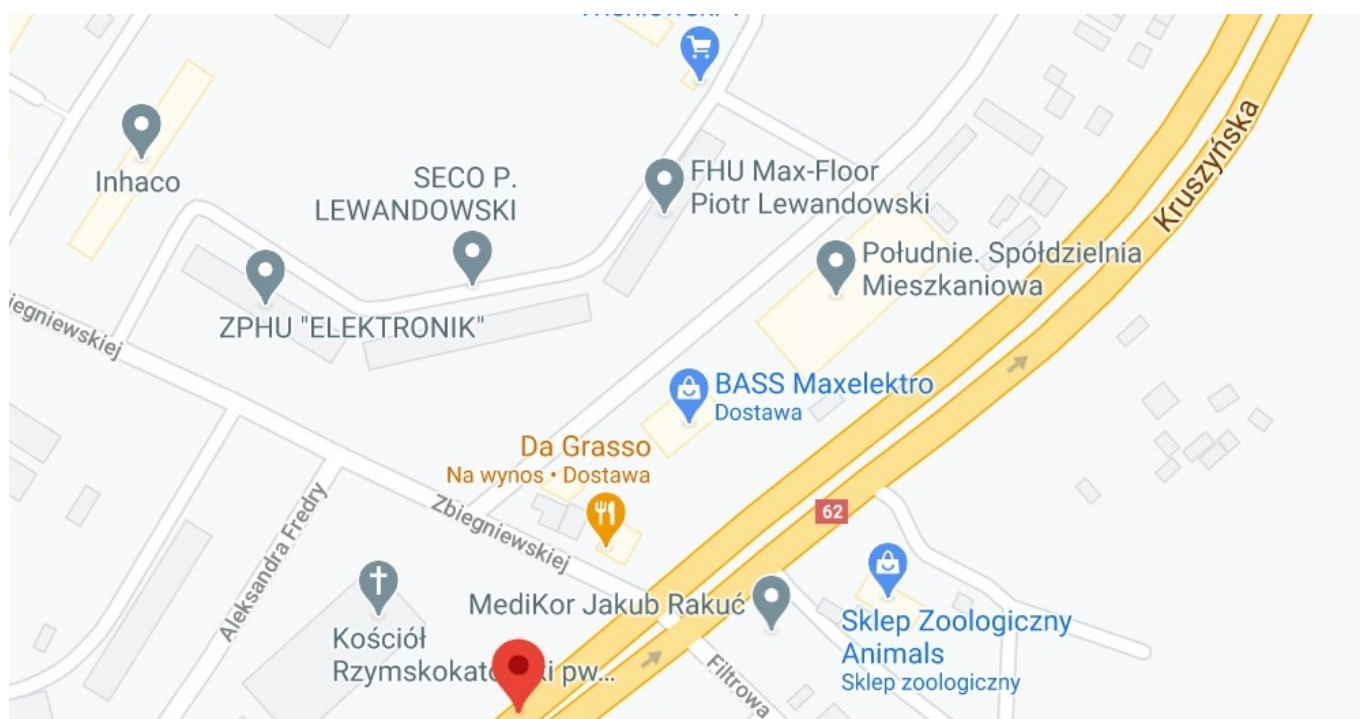 Inhaco
SECO P.
LEWANDOWSKI
FHU Max-Floor
Piotr Lewandowski
Kruszyńska
Południe. Spółdzielnia
Mieszkaniowa
ZPHU "ELEKTRONIK"
iegniewskiej
BASS Maxelektro
Dostawa
Da Grasso
Na wynos • Dostawa
Zbiegniewskiej
62
Aleksandra Fredry
MediKor Jakub Rakuć
Kościół
Rzymskokato ki pw...
Sklep Zoologiczny
Animals
Sklep zoologiczny
Filtrowa